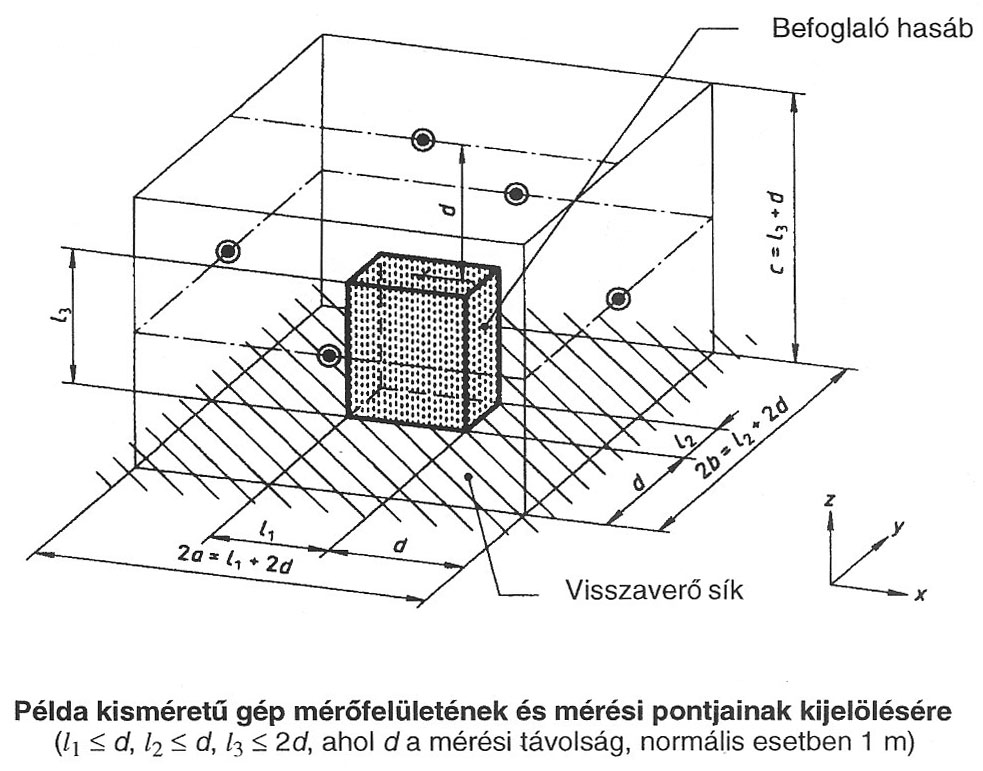 Befoglaló hasáb
d
c = l₃ + d
l₃
l₂
2b = l₂ + 2d
d
l₁
d
2a = l₁ + 2d
z
y
x
Visszaverő sík
Példa kisméretű gép mérőfelületének és mérési pontjainak kijelölésére
(l₁ ≤ d, l₂ ≤ d, l₃ ≤ 2d, ahol d a mérési távolság, normális esetben 1 m)